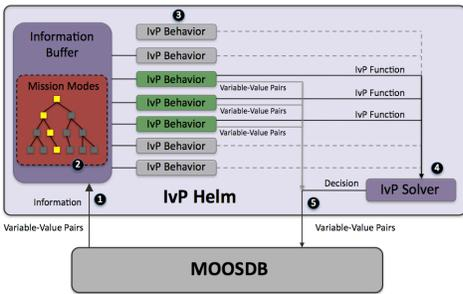 Information
Buffer
Mission Modes
2
3
IvP Behavior
IvP Behavior
IvP Behavior
Variable-Value Pairs
IvP Function
IvP Behavior
Variable-Value Pairs
IvP Function
IvP Behavior
Variable-Value Pairs
IvP Function
IvP Behavior
IvP Behavior
4
IvP Solver
Decision
Information
1
IvP Helm
5
Variable-Value Pairs
Variable-Value Pairs
MOOSDB